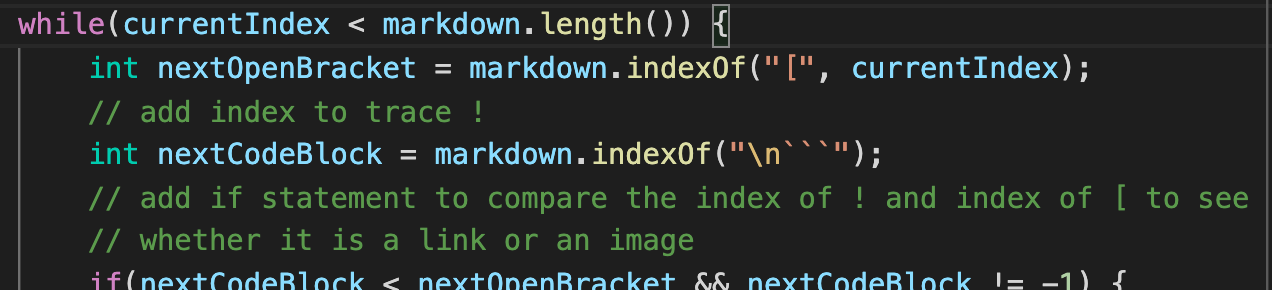 while(currentIndex < markdown.length()) {
int nextOpenBracket = markdown.indexOf("[", currentIndex);
// add index to trace !
int nextCodeBlock = markdown.indexOf("\n```");
// add if statement to compare the index of ! and index of [ to see
// whether it is a link or an image
if(nextCodeBlock < nextOpenBracket && nextCodeBlock != -1) {